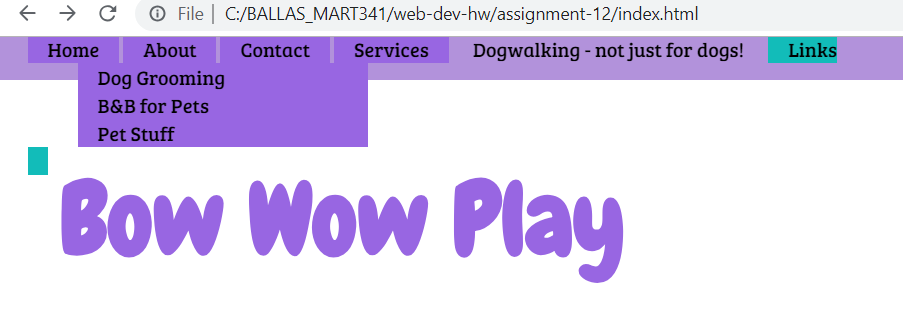 File | C:/BALLAS_MART341/web-dev-hw/assignment-12/index.html
Home About Contact Services Dogwalking - not just for dogs! Links
Dog Grooming
B&B for Pets
Pet Stuff
Bow Wow Play